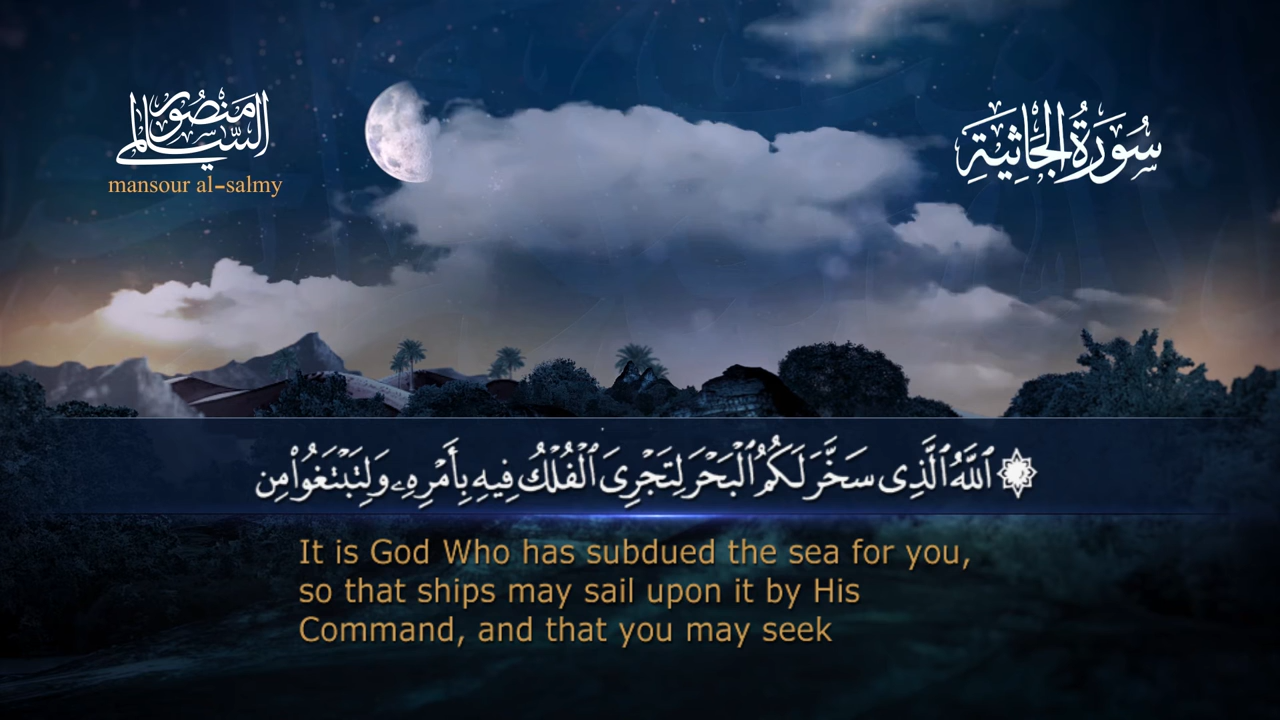 منصور السالمي
mansour al-salmy
سُورَةُ الجَاثِيَةِ
۞ ٱللَّهُ ٱلَّذِى سَخَّرَ لَكُمُ ٱلْبَحْرَ لِتَجْرِىَ ٱلْفُلْكُ فِيهِ بِأَمْرِهِۦ وَلِتَبْتَغُوا۟ مِن
It is God Who has subdued the sea for you,
so that ships may sail upon it by His
Command, and that you may seek